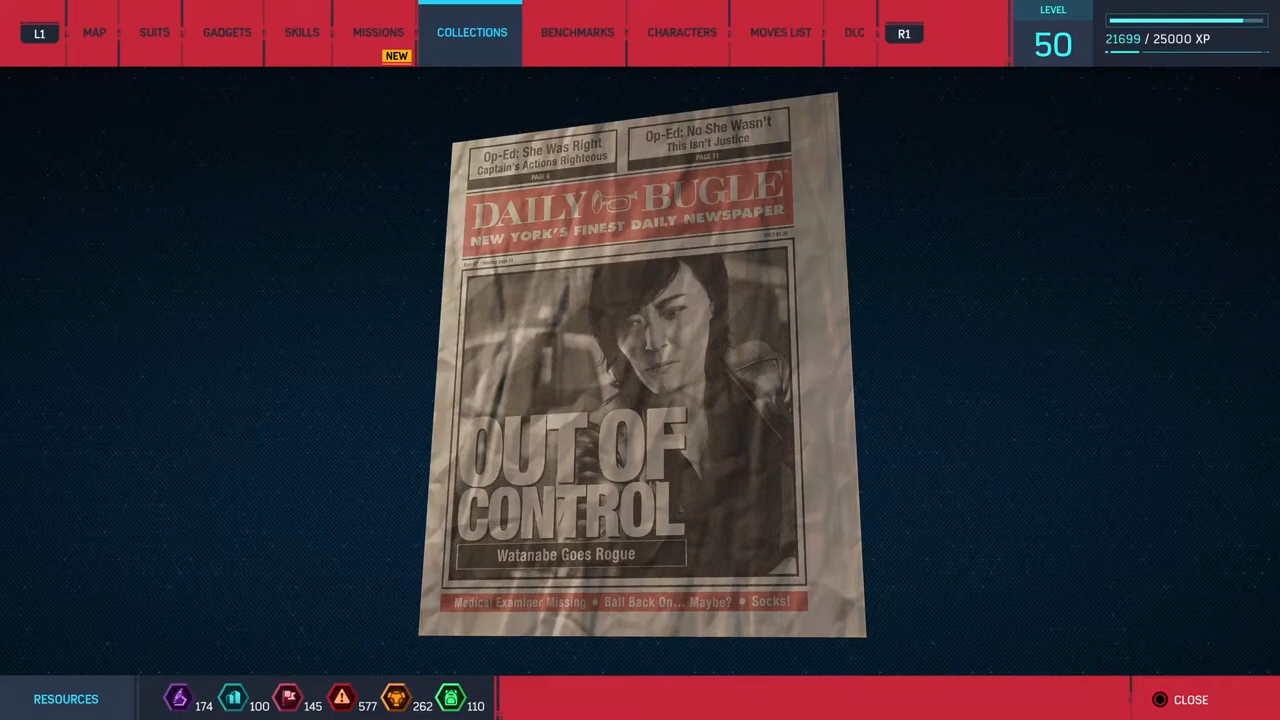 L1
MAP
SUITS
GADGETS
SKILLS
MISSIONS
NEW
COLLECTIONS
BENCHMARKS
CHARACTERS
MOVES LIST
DLC
R1
LEVEL
50
21699 / 25000 XP
Op-Ed: She Was Right
Captain's Actions Righteous
Op-Ed: No She Wasn't
This Isn't Justice
PAGE 11
DAILY BUGLE
NEW YORK'S FINEST DAILY NEWSPAPER
OUT OF
CONTROL
Watanabe Goes Rogue
Medical Examiner Missing • Ball Back On... Maybe? • Socks!
RESOURCES
174
100
145
577
262
110
CLOSE